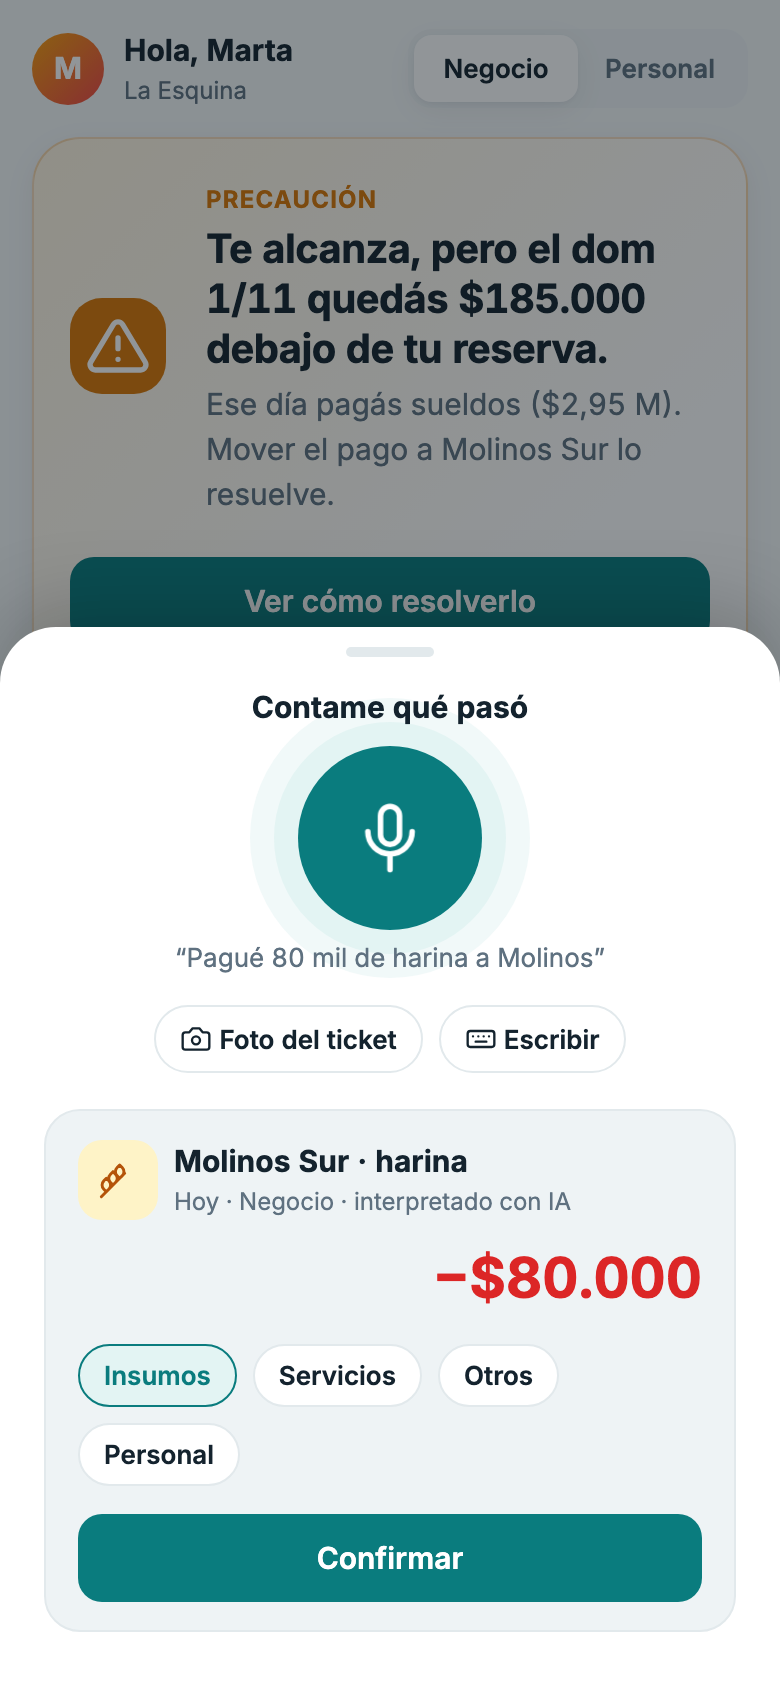 M
Hola, Marta
La Esquina
Negocio
Personal
PRECAUCIÓN
Te alcanza, pero el dom
1/11 quedás $185.000
debajo de tu reserva.
Ese día pagás sueldos ($2,95 M).
Mover el pago a Molinos Sur lo
resuelve.
Ver cómo resolverlo
Contame qué pasó
“Pagué 80 mil de harina a Molinos”
Foto del ticket
Escribir
Molinos Sur · harina
Hoy · Negocio · interpretado con IA
−$80.000
Insumos
Servicios
Otros
Personal
Confirmar